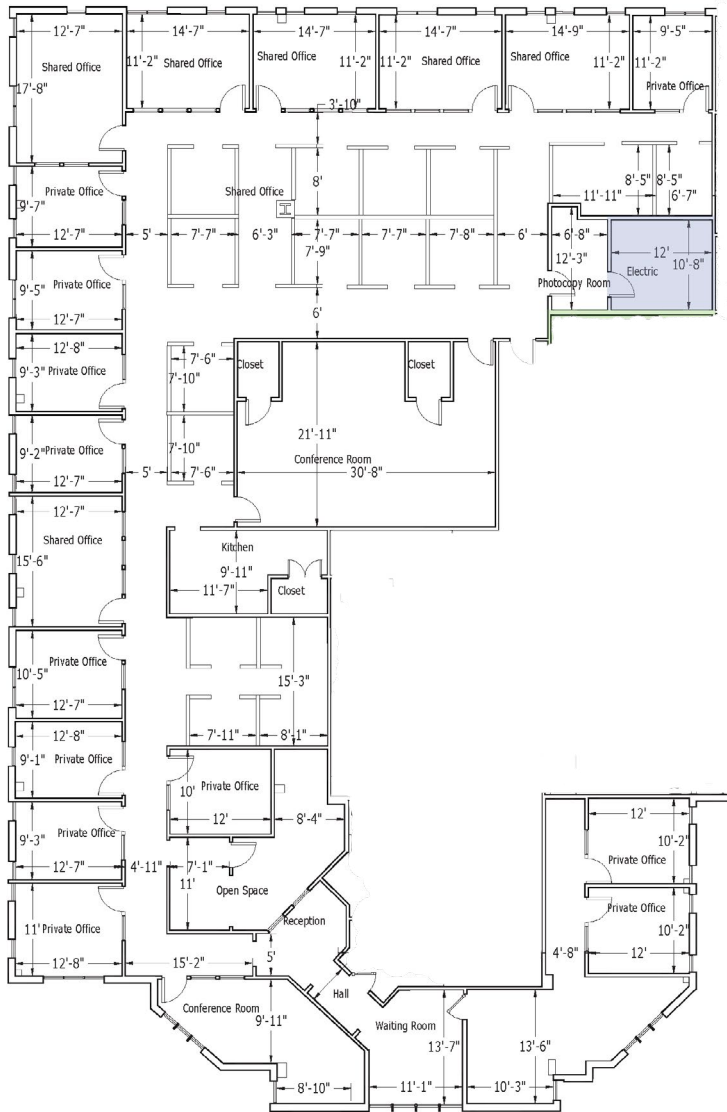 12'-7"
14'-7"
14'-7"
14'-7"
14'-9"
9'-5"
Shared Office
Shared Office
Shared Office
Shared Office
Shared Office
Private Office
17'-8"
11'-2"
11'-2"
11'-2"
11'-2"
11'-2"
3'-10"
Private Office
9'-7"
12'-7"
Shared Office
8'
8'-5"
8'-5"
11'-11"
6'-7"
5'
7'-7"
6'-3"
7'-7"
7'-7"
7'-8"
6'
6'-8"
12'
7'-9"
12'-3"
10'-8"
Electric
Photocopy Room
9'-5"
Private Office
12'-7"
6'
12'-8"
9'-3"
Private Office
7'-6"
7'-10"
Closet
Closet
21'-11"
9'-2"
Private Office
12'-7"
7'-10"
5'
7'-6"
Conference Room
30'-8"
12'-7"
Shared Office
15'-6"
Kitchen
9'-11"
11'-7"
Closet
Private Office
10'-5"
12'-7"
15'-3"
7'-11"
8'-1"
12'-8"
9'-1"
Private Office
Private Office
10'
12'
8'-4"
9'-3"
Private Office
12'-7"
4'-11"
7'-1"
11'
Open Space
12'
10'-2"
Private Office
Private Office
10'-2"
12'
4'-8"
11'
Private Office
12'-8"
15'-2"
5'
Reception
Hall
Conference Room
9'-11"
8'-10"
Waiting Room
13'-7"
11'-1"
13'-6"
10'-3"